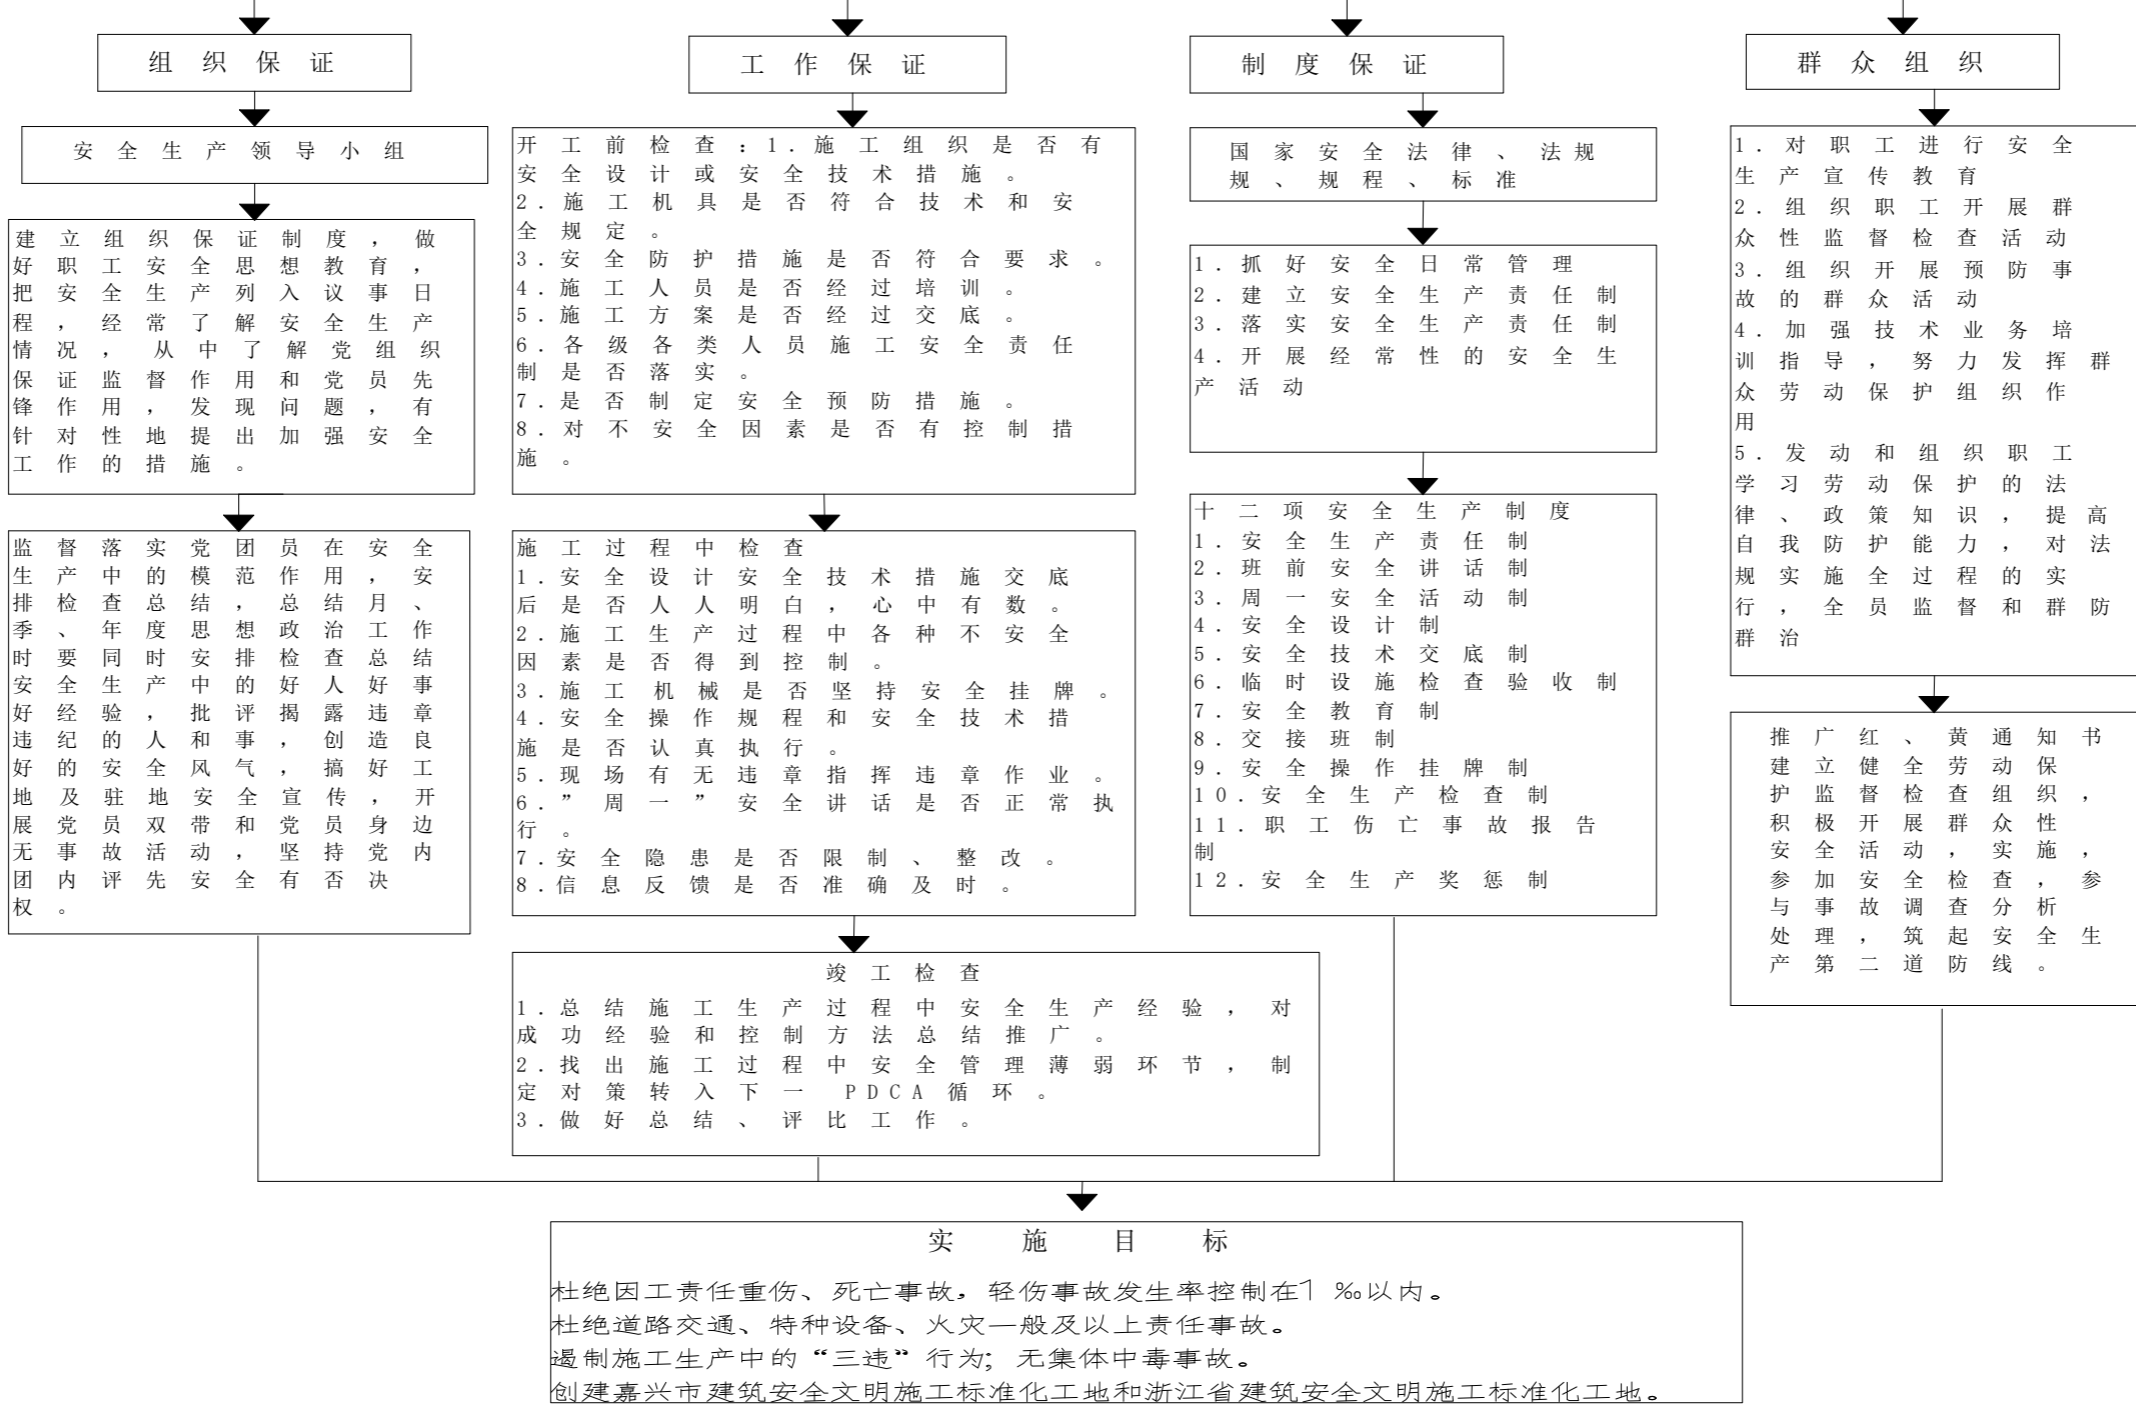 组织保证
安全生产领导小组
建立组织保证制度，做
好职工安全思想教育，
把安全生产列入议事日
程，经常了解安全生产
情况，从中了解党组织
保证监督作用和党员先
锋作用，发现问题，有
针对性地提出加强安全
工作的措施。
监督落实党团员在安全
生产中的模范作用，安
排检查总结，总结月、
季、年度思想政治工作
时要同时安排检查总结
安全生产中的好人好事
好经验，批评揭露违章
违纪的人和事，创造良
好的安全风气，搞好工
地及驻地安全宣传，开
展党员双带和党员身边
无事故活动，坚持党内
团内评先安全有否决
权。
工作保证
开工前检查：1.施工组织是否有
安全设计或安全技术措施。
2.施工机具是否符合技术和安
全规定。
3.安全防护措施是否符合要求。
4.施工人员是否经过培训。
5.施工方案是否经过交底。
6.各级各类人员施工安全责任
制是否落实。
7.是否制定安全预防措施。
8.对不安全因素是否有控制措
施。
施工过程中检查
1.安全设计安全技术措施交底
后是否人人明白，心中有数。
2.施工生产过程中各种不安全
因素是否得到控制。
3.施工机械是否坚持安全挂牌。
4.安全操作规程和安全技术措
施是否认真执行。
5.现场有无违章指挥违章作业。
6.”周一”安全讲话是否正常执
行。
7.安全隐患是否限制、整改。
8.信息反馈是否准确及时。
竣工检查
1.总结施工生产过程中安全生产经验，对
成功经验和控制方法总结推广。
2.找出施工过程中安全管理薄弱环节，制
定对策转入下一 PDCA循环。
3.做好总结、评比工作。
制度保证
国家安全法律、法规
规、规程、标准
1.抓好安全日常管理
2.建立安全生产责任制
3.落实安全生产责任制
4.开展经常性的安全生
产活动
十二项安全生产制度
1.安全生产责任制
2.班前安全讲话制
3.周一安全活动制
4.安全设计制
5.安全技术交底制
6.临时设施检查验收制
7.安全教育制
8.交接班制
9.安全操作挂牌制
10.安全生产检查制
11.职工伤亡事故报告
制
12.安全生产奖惩制
群众组织
1.对职工进行安全
生产宣传教育
2.组织职工开展群
众性监督检查活动
3.组织开展预防事
故的群众活动
4.加强技术业务培
训指导，努力发挥群
众劳动保护组织作
用
5.发动和组织职工
学习劳动保护的法
律、政策知识，提高
自我防护能力，对法
规实施全过程的实
行，全员监督和群防
群治
推广红、黄通知书
建立健全劳动保
护监督检查组织，
积极开展群众性
安全活动，实施，
参加安全检查，参
与事故调查分析
处理，筑起安全生
产第二道防线。
实施目标
杜绝因工责任重伤、死亡事故，轻伤事故发生率控制在1‰以内。
杜绝道路交通、特种设备、火灾一般及以上责任事故。
遏制施工生产中的“三违”行为;无集体中毒事故。
创建嘉兴市建筑安全文明施工标准化工地和浙江省建筑安全文明施工标准化工地。